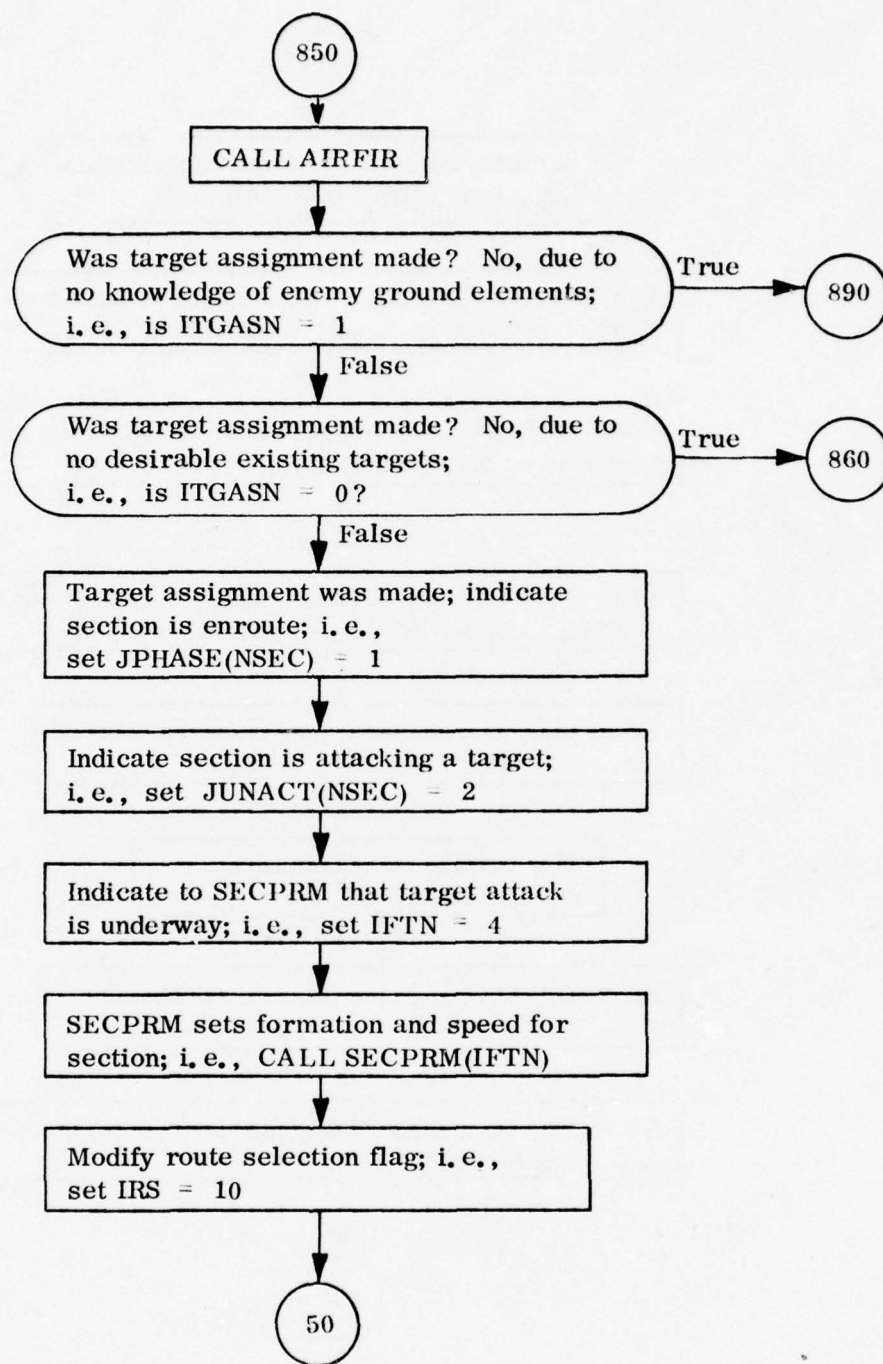 850
CALL AIRFIR
Was target assignment made? No, due to
no knowledge of enemy ground elements;
i.e., is ITGASN = 1
True
890
False
Was target assignment made? No, due to
no desirable existing targets;
i.e., is ITGASN = 0?
True
860
False
Target assignment was made; indicate
section is enroute; i.e.,
set JPHASE(NSEC) = 1
Indicate section is attacking a target;
i.e., set JUNACT(NSEC) = 2
Indicate to SECPRM that target attack
is underway; i.e., set IFTN = 4
SECPRM sets formation and speed for
section; i.e., CALL SECPRM(IFTN)
Modify route selection flag; i.e.,
set IRS = 10
50